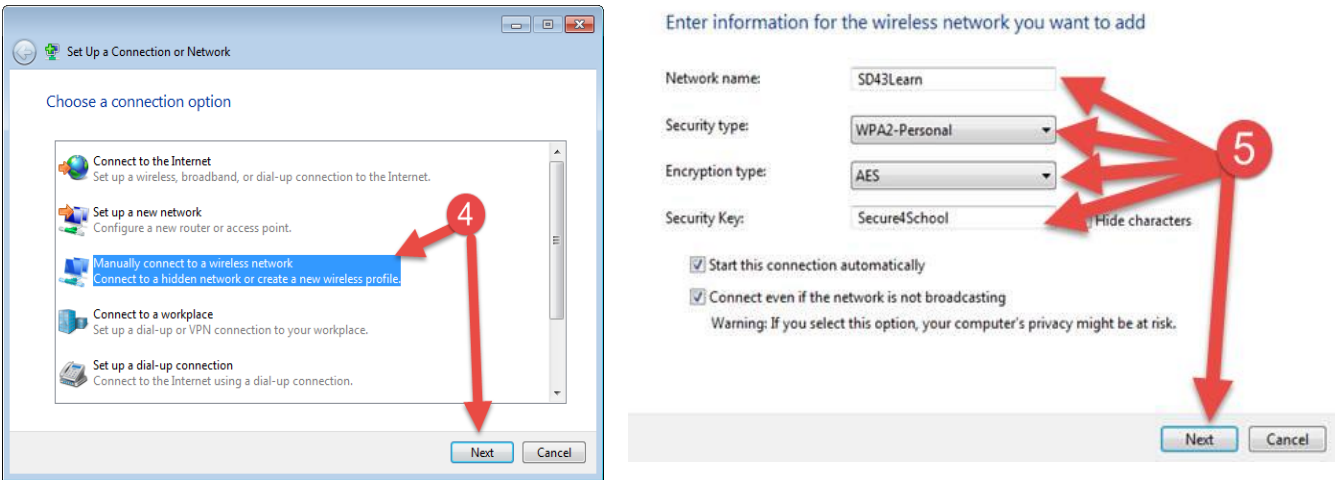 Set Up a Connection or Network
Choose a connection option
Connect to the Internet
Set up a wireless, broadband, or dial-up connection to the Internet.
Set up a new network
Configure a new router or access point.
4
Manually connect to a wireless network
Connect to a hidden network or create a new wireless profile.
Connect to a workplace
Set up a dial-up or VPN connection to your workplace.
Set up a dial-up connection
Connect to the Internet using a dial-up connection.
Next Cancel
Enter information for the wireless network you want to add
Network name: SD43Learn
Security type: WPA2-Personal
5
Encryption type: AES
Security Key: Secure4School Hide characters
Start this connection automatically
Connect even if the network is not broadcasting
Warning: If you select this option, your computer's privacy might be at risk.
Next Cancel